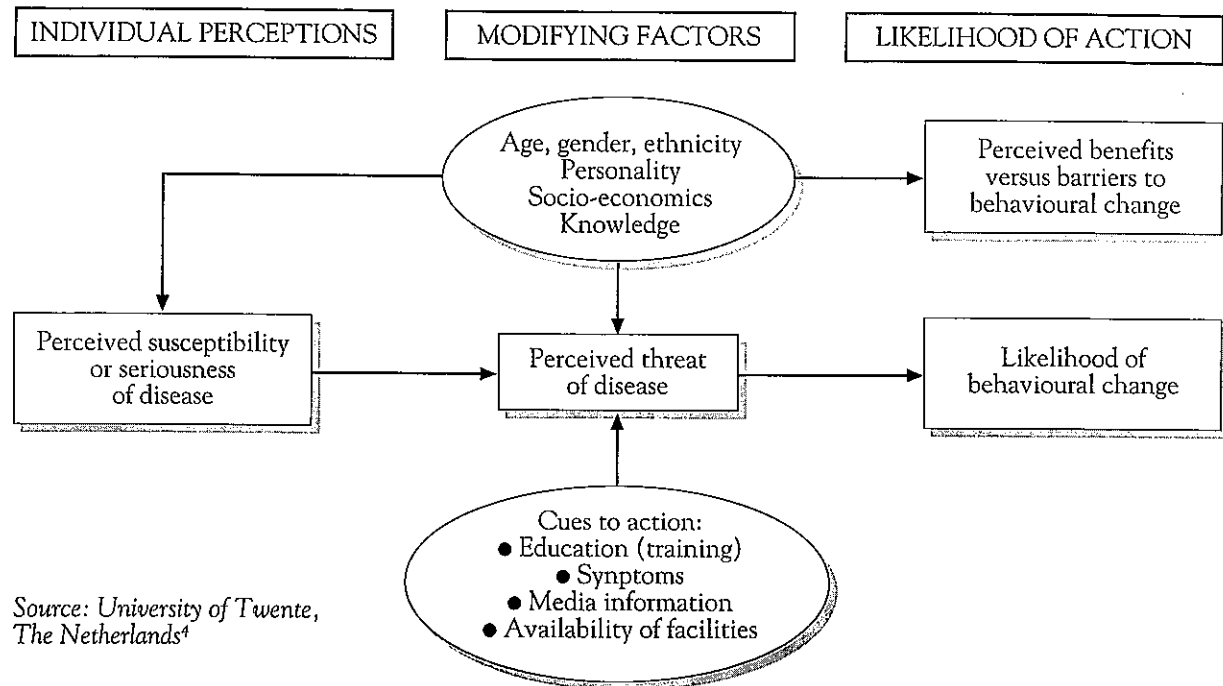 INDIVIDUAL PERCEPTIONS
MODIFYING FACTORS
LIKELIHOOD OF ACTION
Age, gender, ethnicity
Personality
Socio-economics
Knowledge
Perceived benefits
versus barriers to
behavioural change
Perceived susceptibility
or seriousness
of disease
Perceived threat
of disease
Likelihood of
behavioural change
Cues to action:
● Education (training)
● Symptoms
● Media information
● Availability of facilities
Source: University of Twente,
The Netherlands⁴